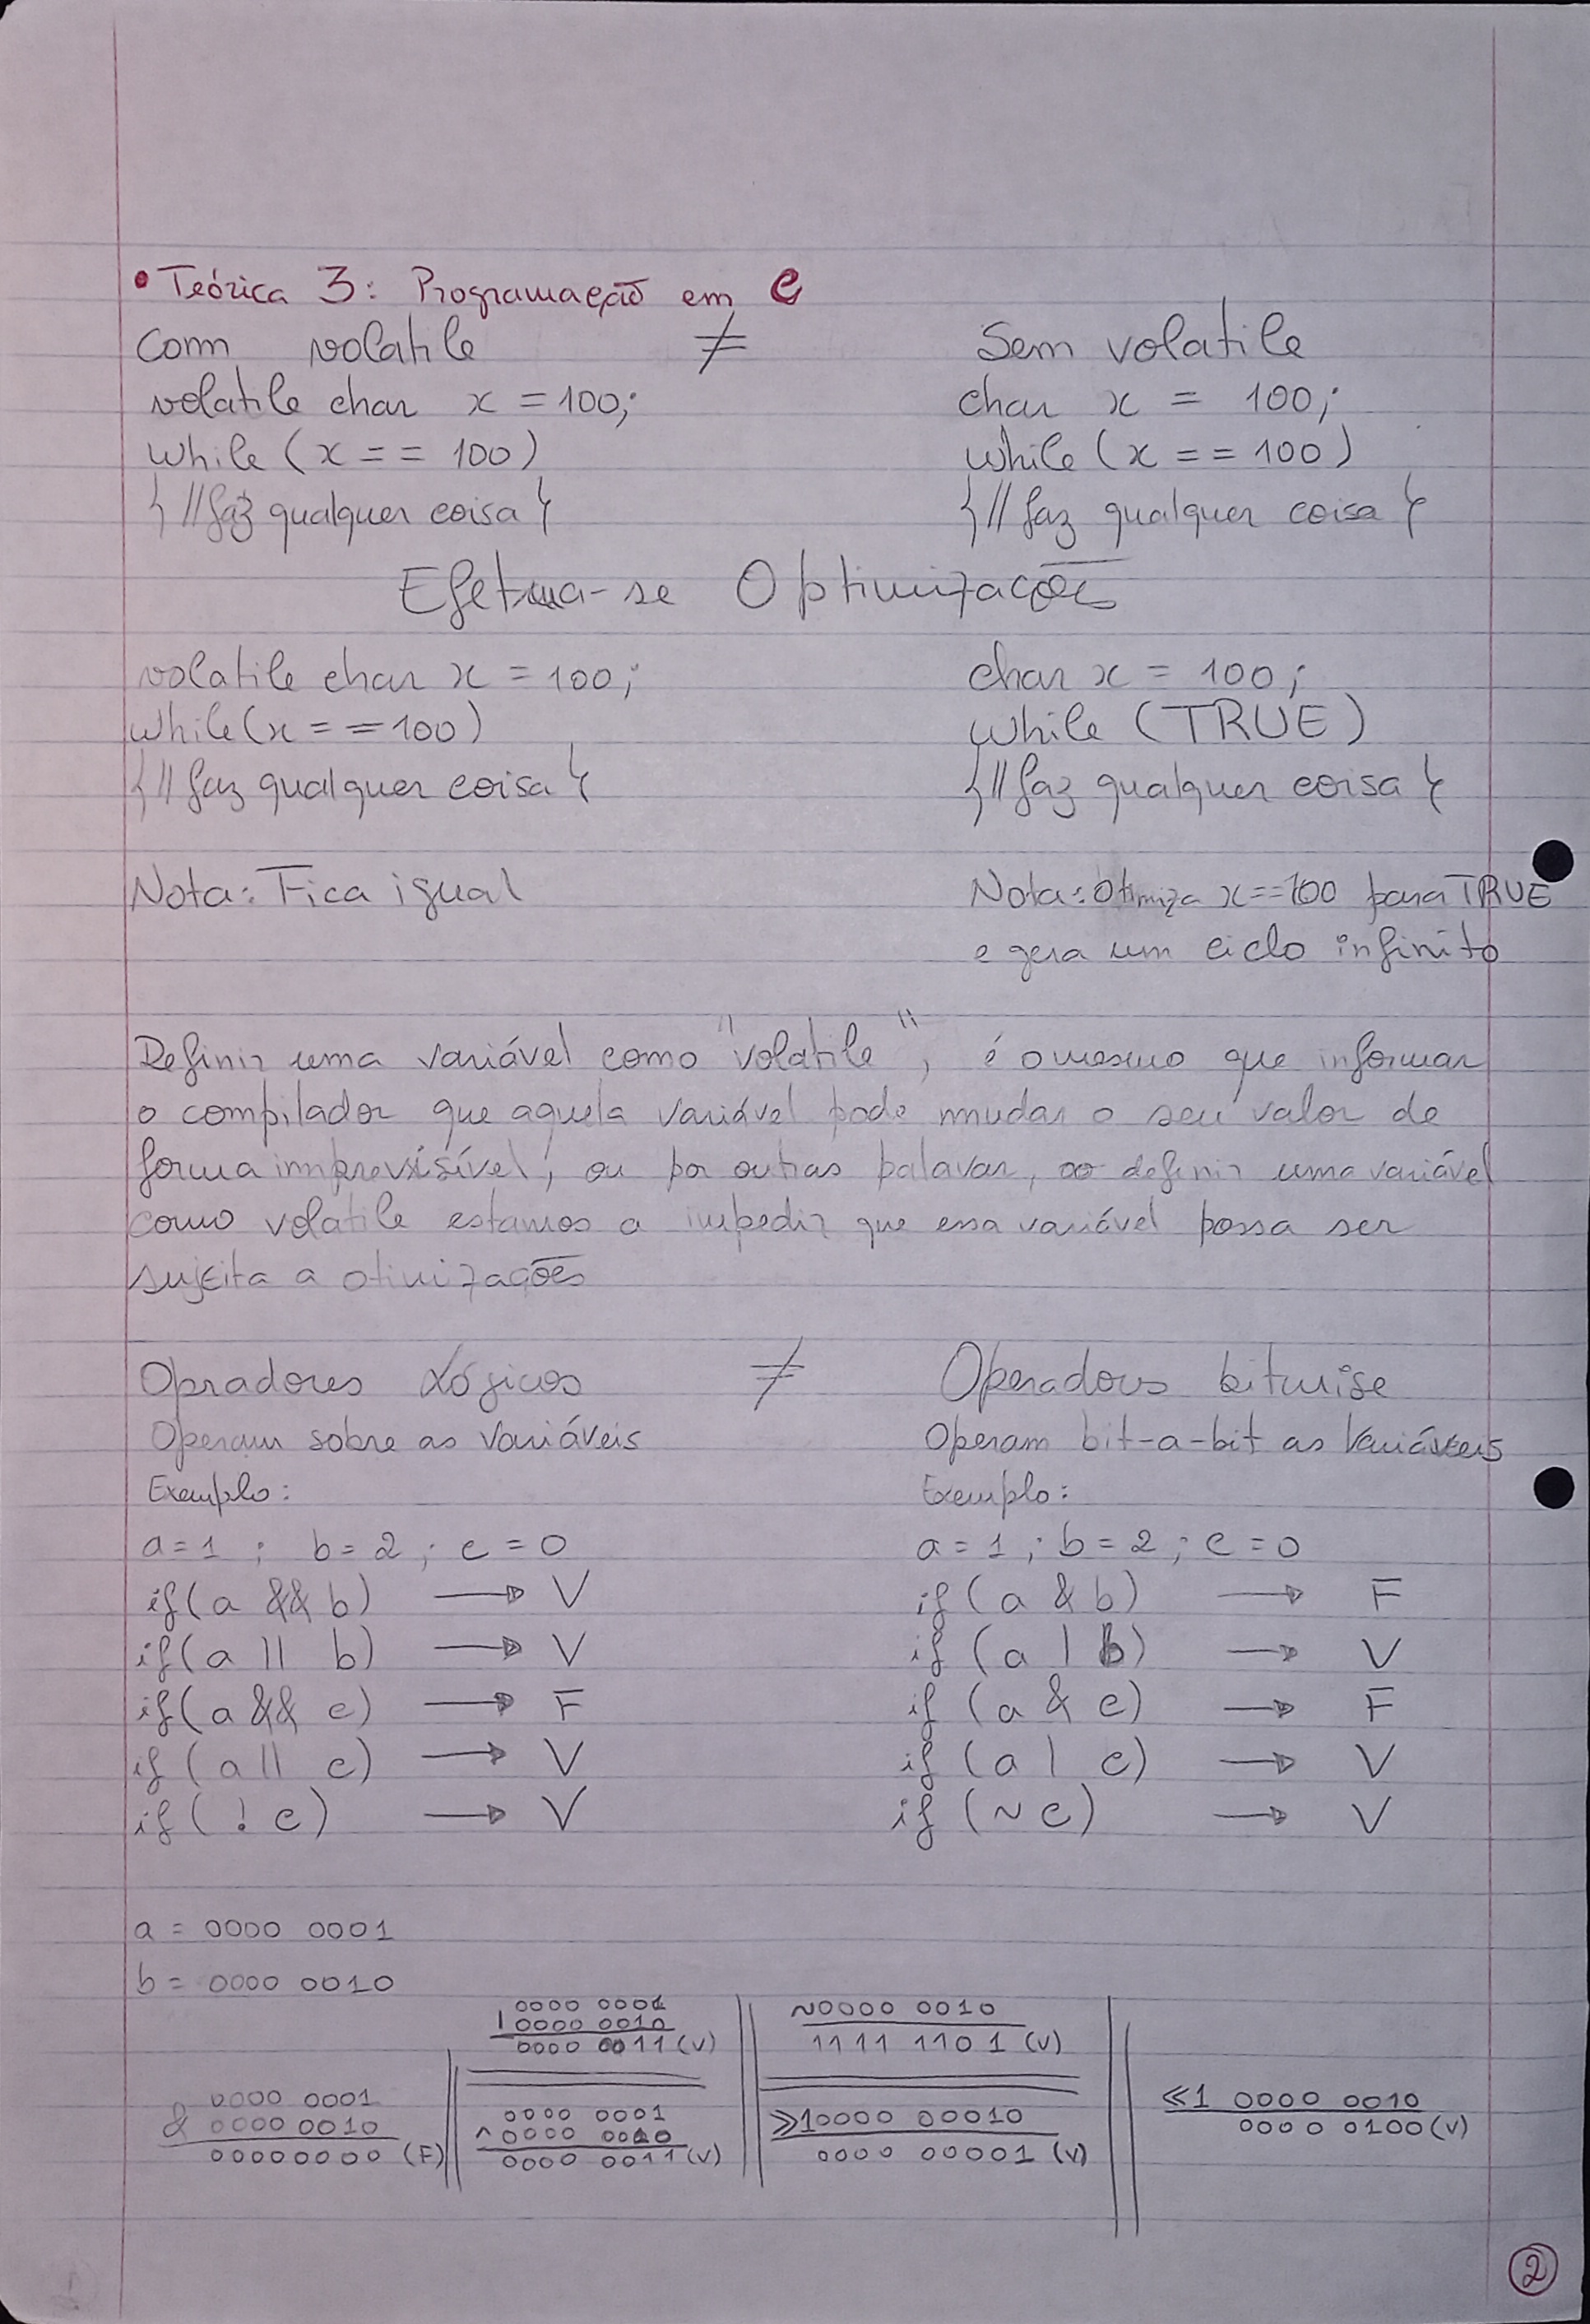 • Teórica 3: Programação em C
Com volatile ≠ Sem volatile
volatile char x = 100; char x = 100;
while (x == 100) while (x == 100)
{ // faz qualquer coisa } { // faz qualquer coisa }
Efetua-se Optimizações
volatile char x = 100; char x = 100;
while (x == 100) while (TRUE)
{ // faz qualquer coisa } { // faz qualquer coisa }
Nota: Fica igual Nota: Otimiza x==100 para TRUE
e gera um ciclo infinito
Definir uma variável como "volatile", é o mesmo que informar
o compilador que aquela variável pode mudar o seu valor de
forma imprevisível, ou por outras palavar, ao definir uma variável
como volatile estamos a impedir que essa variável possa ser
sujeita a otimizações
Opradores Lógicos ≠ Operadores bitwise
Operam sobre as variáveis Operam bit-a-bit as variáveis
Exemplo: Exemplo:
a=1 ; b=2 ; c=0 a=1 ; b=2 ; c=0
if(a && b) → V if (a & b) → F
if(a || b) → V if (a | b) → V
if(a && c) → F if (a & c) → F
if (a || c) → V if (a | c) → V
if (! c) → V if (~ c) → V
a = 0000 0001
b = 0000 0010
0000 0001
& 0000 0010
00000000 (F)
0000 0001
| 0000 0010
0000 0011 (V)
0000 0001
^ 0000 0010
0000 0011 (V)
~0000 0010
1111 1101 (V)
>>10000 00010
0000 00001 (V)
<<1 0000 0010
0000 0100 (V)
2